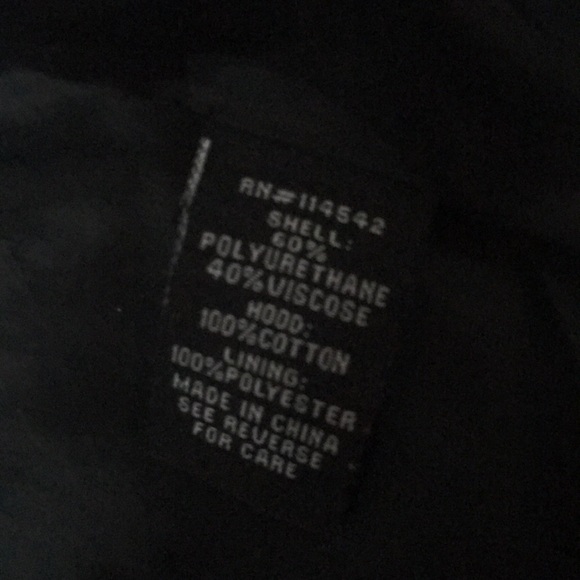 RN#114542
SHELL:
60%
POLYURETHANE
40%VISCOSE
HOOD:
100%COTTON
LINING:
100%POLYESTER
MADE IN CHINA
SEE REVERSE
FOR CARE